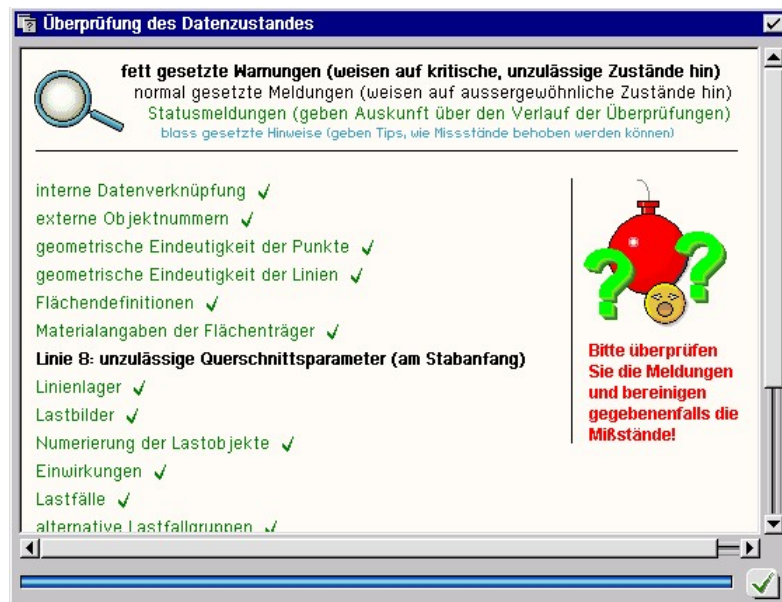 Überprüfung des Datenzustandes
fett gesetzte Warnungen (weisen auf kritische, unzulässige Zustände hin)
normal gesetzte Meldungen (weisen auf aussergewöhnliche Zustände hin)
Statusmeldungen (geben Auskunft über den Verlauf der Überprüfungen)
blass gesetzte Hinweise (geben Tips, wie Missstände behoben werden können)
interne Datenverknüpfung
externe Objektnummern
geometrische Eindeutigkeit der Punkte
geometrische Eindeutigkeit der Linien
Flächendefinitionen
Materialangaben der Flächenträger
Linie 8: unzulässige Querschnittsparameter (am Stabanfang)
Linienlager
Lastbilder
Numerierung der Lastobjekte
Einwirkungen
Lastfälle
alternative Lastfallgruppen
Bitte überprüfen
Sie die Meldungen
und bereinigen
gegebenenfalls die
Mißstände!